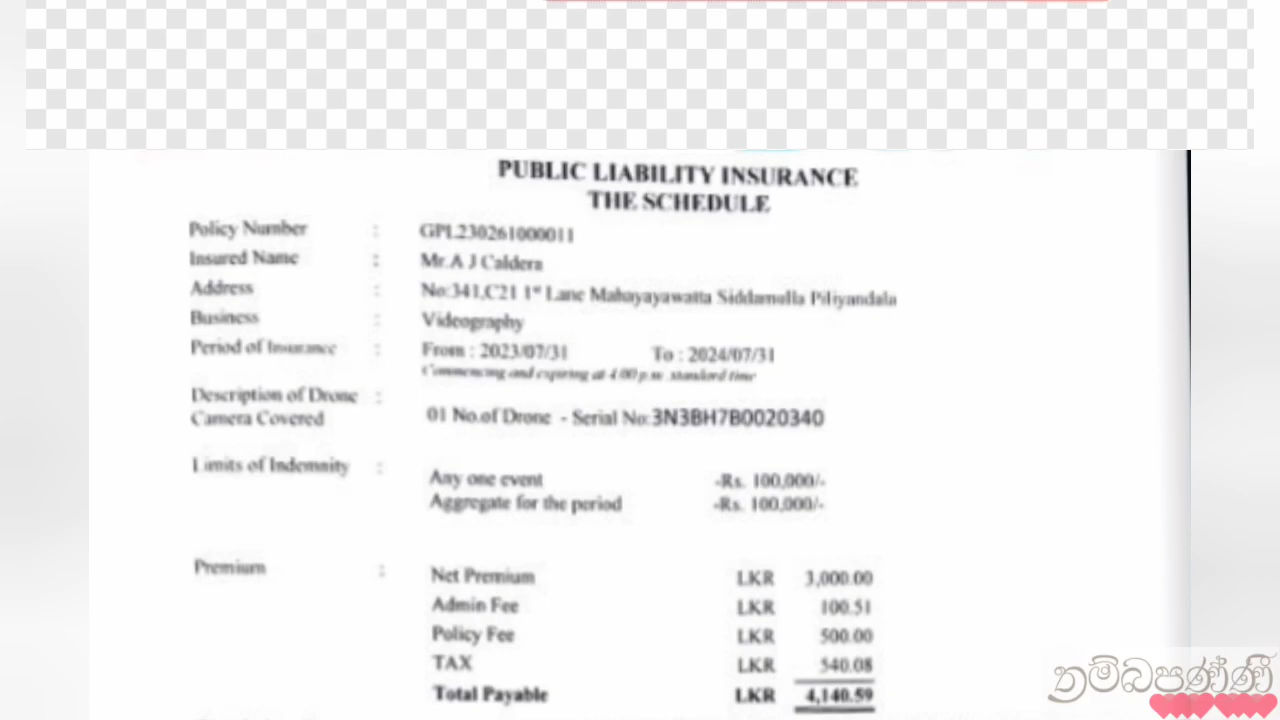 PUBLIC LIABILITY INSURANCE
THE SCHEDULE
Policy Number : GPL230261000011
Insured Name : Mr.A J Caldera
Address : No:341,C21 1st Lane Mahayayawatta Siddamulla Piliyandala
Business : Videography
Period of Insurance : From : 2023/07/31 To : 2024/07/31
Commencing and expiring at 4.00 p.m. standard time
Description of Drone :
Camera Covered 01 No.of Drone - Serial No:3N3BH7B0020340
Limits of Indemnity :
Any one event -Rs. 100,000/-
Aggregate for the period -Rs. 100,000/-
Premium :
Net Premium LKR 3,000.00
Admin Fee LKR 100.51
Policy Fee LKR 500.00
TAX LKR 540.08
Total Payable LKR 4,140.59
තම්බපණ්ණී